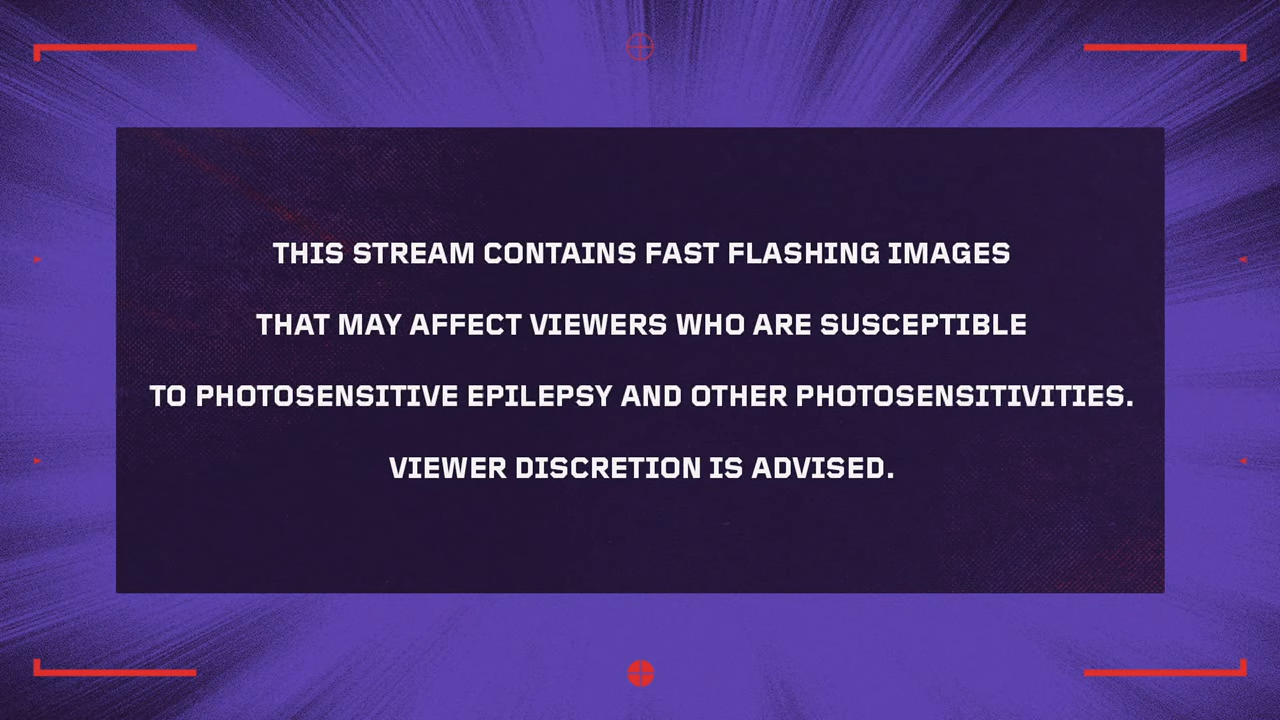 THIS STREAM CONTAINS FAST FLASHING IMAGES
THAT MAY AFFECT VIEWERS WHO ARE SUSCEPTIBLE
TO PHOTOSENSITIVE EPILEPSY AND OTHER PHOTOSENSITIVITIES.
VIEWER DISCRETION IS ADVISED.